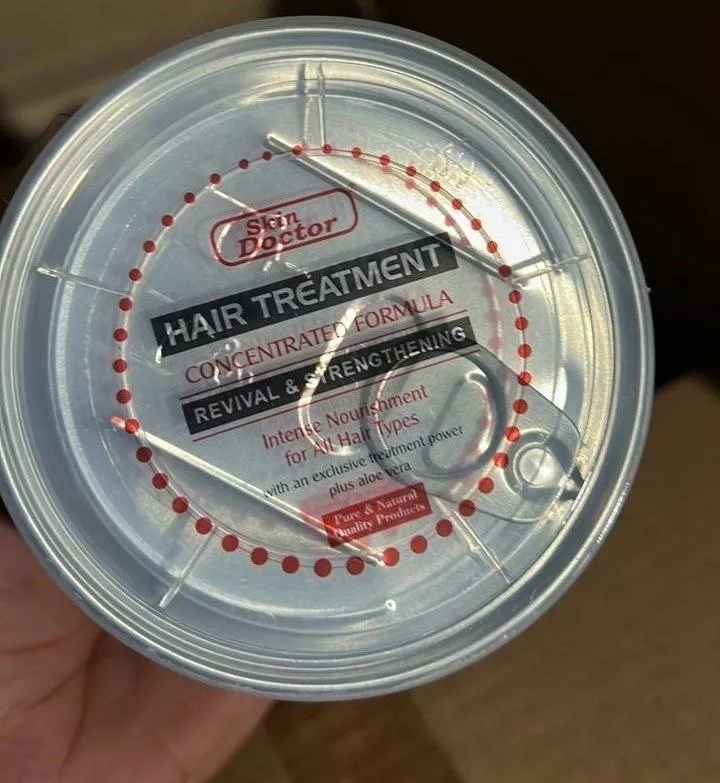 Skin
Doctor
HAIR TREATMENT
CONCENTRATED FORMULA
REVIVAL & STRENGTHENING
Intense Nourishment
for All Hair Types
with an exclusive treatment power
plus aloe vera
Pure & Natural
Quality Products